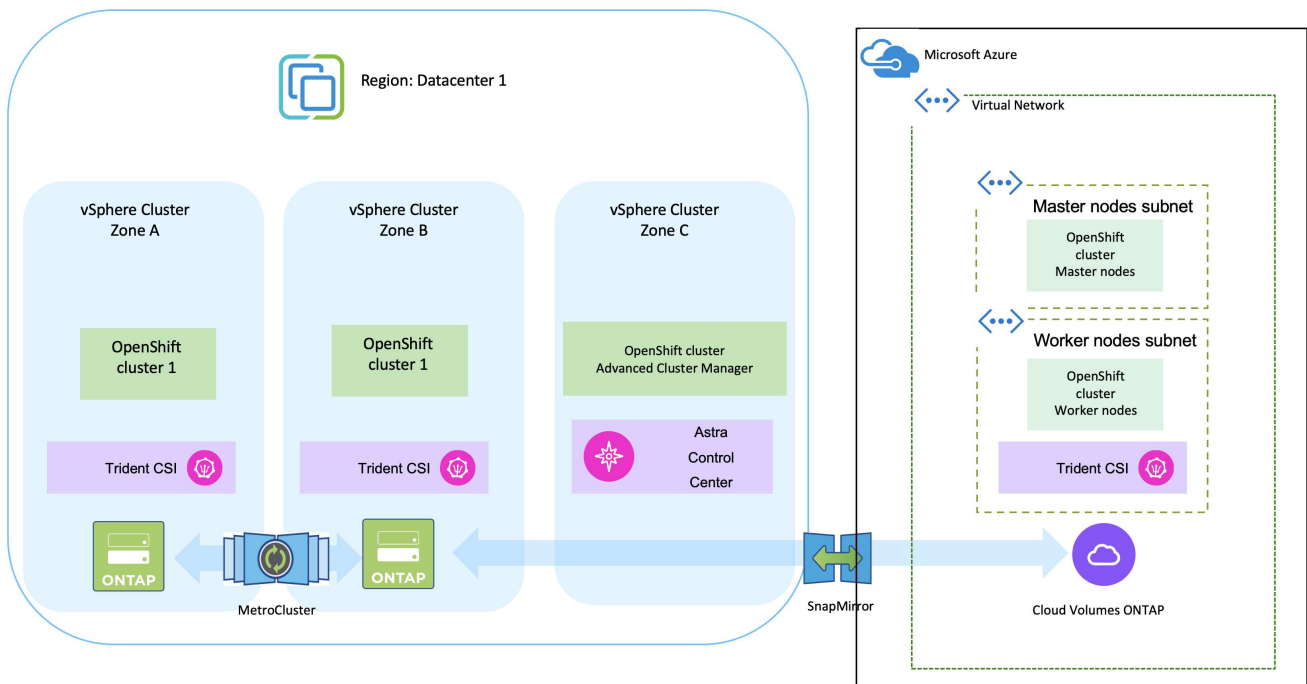 Region: Datacenter 1
vSphere Cluster
Zone A
OpenShift
cluster 1
Trident CSI
ONTAP
MetroCluster
vSphere Cluster
Zone B
OpenShift
cluster 1
Trident CSI
ONTAP
vSphere Cluster
Zone C
OpenShift cluster
Advanced Cluster Manager
Astra
Control
Center
SnapMirror
Microsoft Azure
Virtual Network
Master nodes subnet
OpenShift
cluster
Master nodes
Worker nodes subnet
OpenShift
cluster
Worker nodes
Trident CSI
Cloud Volumes ONTAP